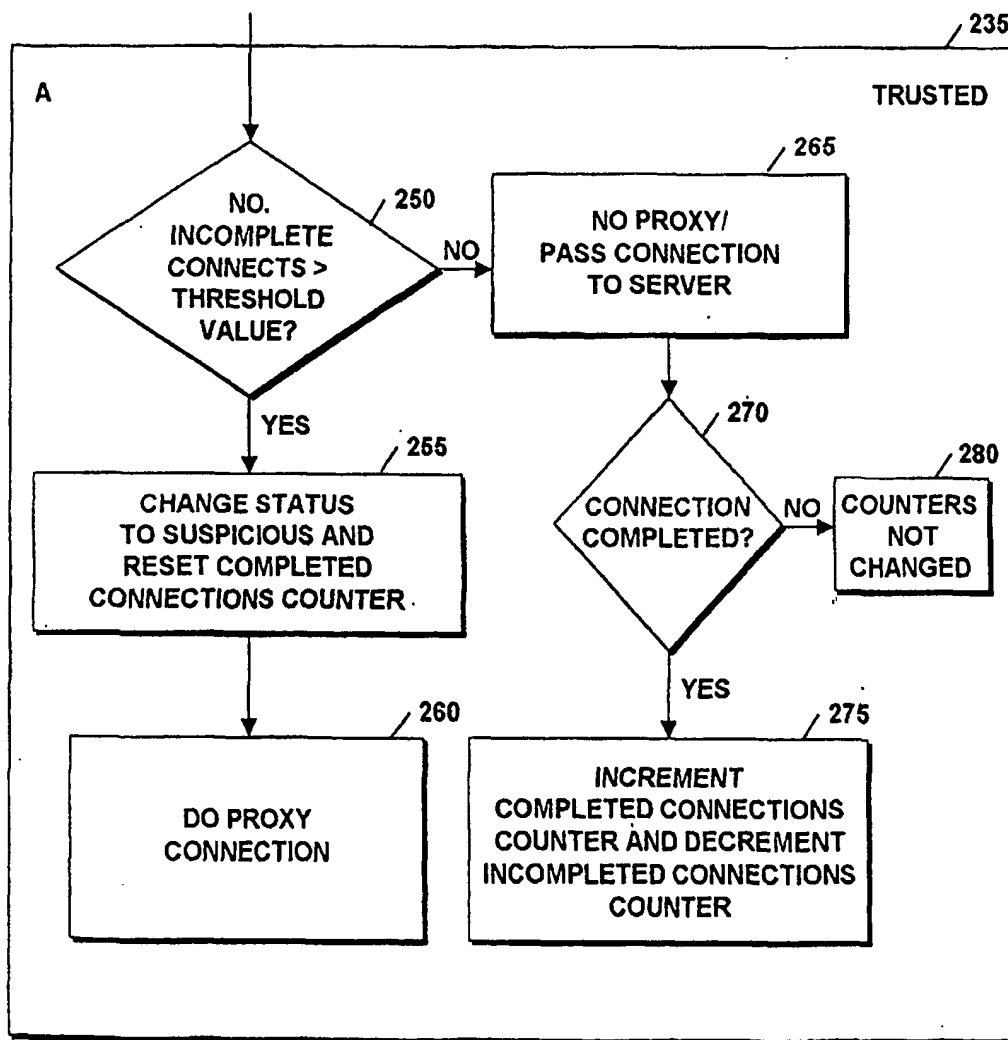 235
A
TRUSTED
265
250
NO.
INCOMPLETE
CONNECTS >
THRESHOLD
VALUE?
NO
NO PROXY/
PASS CONNECTION
TO SERVER
YES
255
270
280
CHANGE STATUS
TO SUSPICIOUS AND
RESET COMPLETED
CONNECTIONS COUNTER
CONNECTION
COMPLETED?
NO
COUNTERS
NOT
CHANGED
YES
260
275
DO PROXY
CONNECTION
INCREMENT
COMPLETED CONNECTIONS
COUNTER AND DECREMENT
INCOMPLETED CONNECTIONS
COUNTER